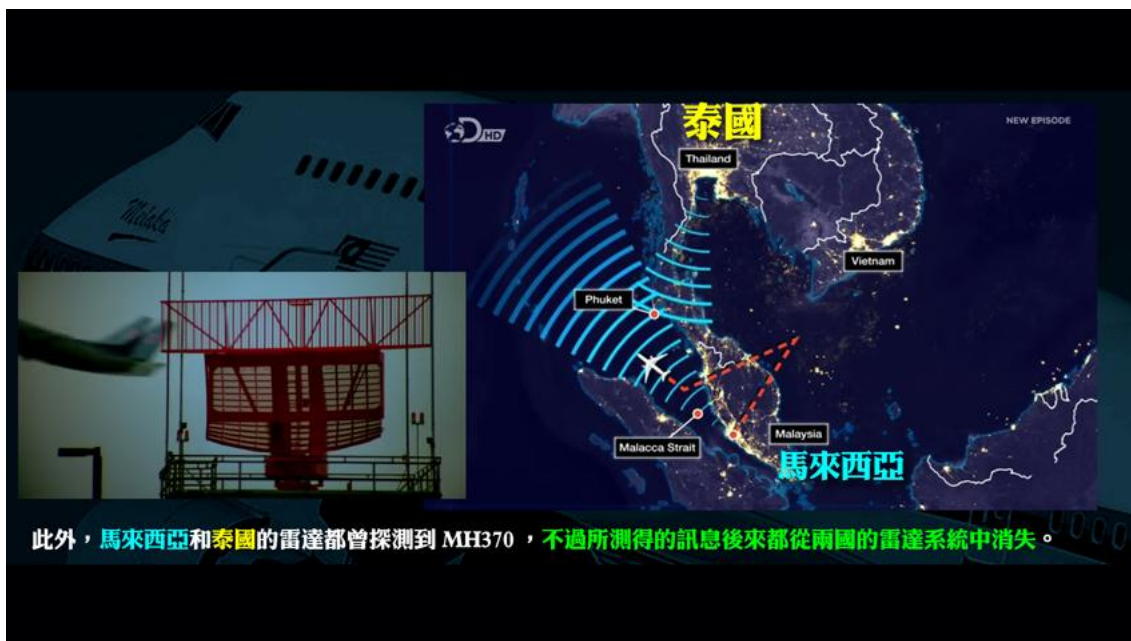 泰國
HD
NEW EPISODE
Thailand
Melaka
Vietnam
Phuket
Malacca Strait
Malaysia
馬來西亞
此外，馬來西亞和泰國的雷達都曾探測到 MH370 ，不過所測得的訊息後來都從兩國的雷達系統中消失。